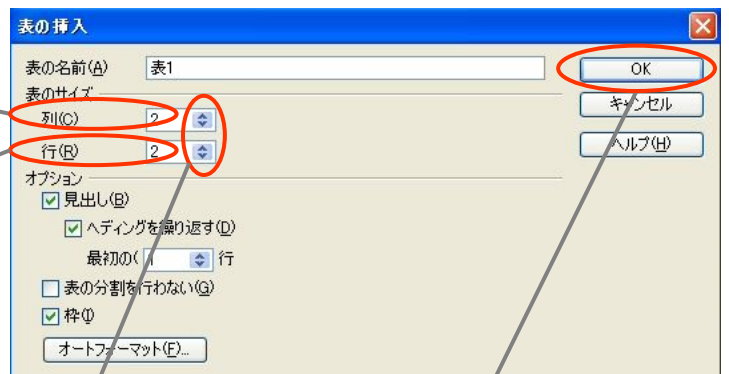 表の挿入
表の名前(A) 表1
OK
表のサイズ
キャンセル
列(C) 2
行(R) 2
ヘルプ(H)
オプション
見出し(B)
ヘディングを繰り返す(D)
最初の( 1 行
表の分割を行わない(G)
枠(I)
オートフォーマット(F)...